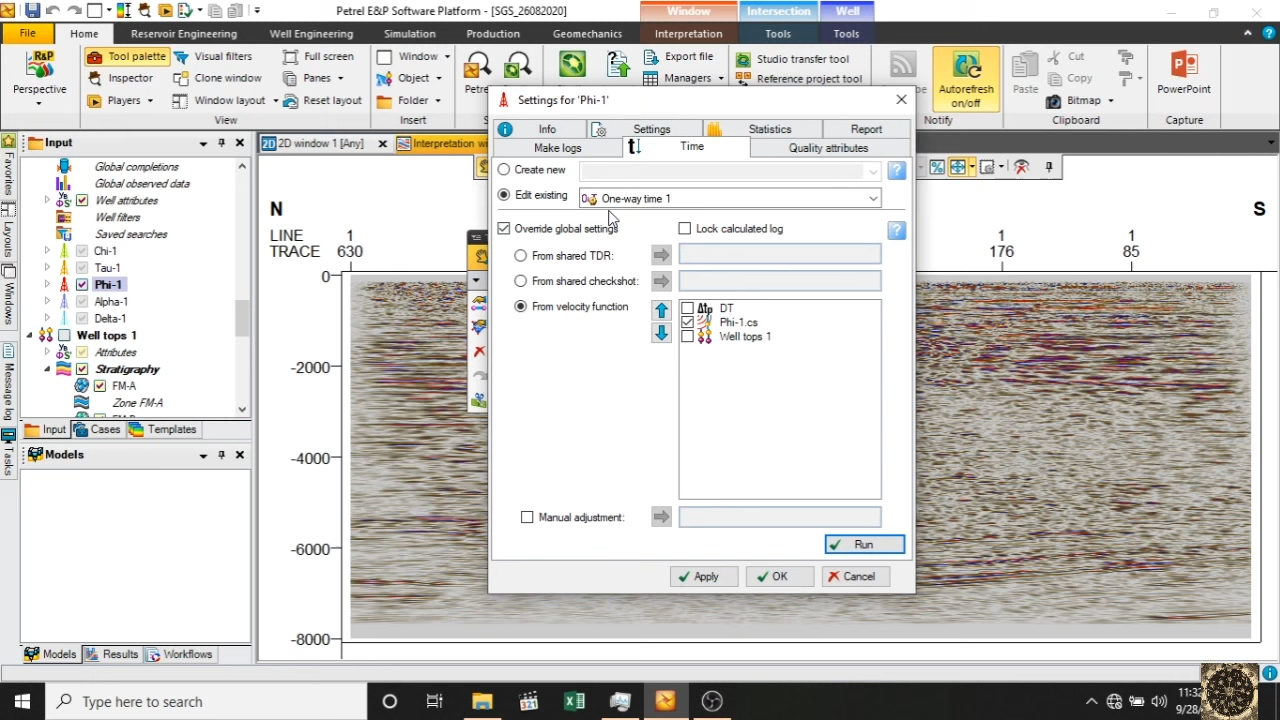 Petrel E&P Software Platform - [SGS_26082020]
Window
Intersection
Well
File
Home
Reservoir Engineering
Well Engineering
Simulation
Production
Geomechanics
Interpretation
Tools
Tools
R&P
Perspective
Tool palette
Visual filters
Full screen
Inspector
Clone window
Panes
Players
Window layout
Reset layout
View
Window
Object
Folder
Insert
Export file
Managers
Studio transfer tool
Reference project tool
Autorefresh
on/off
Notify
Paste
Cut
Copy
Bitmap
Clipboard
PowerPoint
Capture
Favorites
Layouts
Windows
Message log
Tasks
Input
Global completions
Global observed data
Well attributes
Well filters
Saved searches
Chi-1
Tau-1
Phi-1
Alpha-1
Delta-1
Well tops 1
Attributes
Stratigraphy
FM-A
Zone FM-A
Input
Cases
Templates
Models
Models
Results
Workflows
2D window 1 [Any]
N
S
LINE
TRACE
1
630
1
176
1
85
0
-2000
-4000
-6000
-8000
Settings for 'Phi-1'
Info
Settings
Statistics
Report
Make logs
Time
Quality attributes
Create new
Edit existing
One-way time 1
Override global settings
Lock calculated log
From shared TDR:
From shared checkshot:
From velocity function
DT
Phi-1.cs
Well tops 1
Manual adjustment:
Run
Apply
OK
Cancel
Type here to search